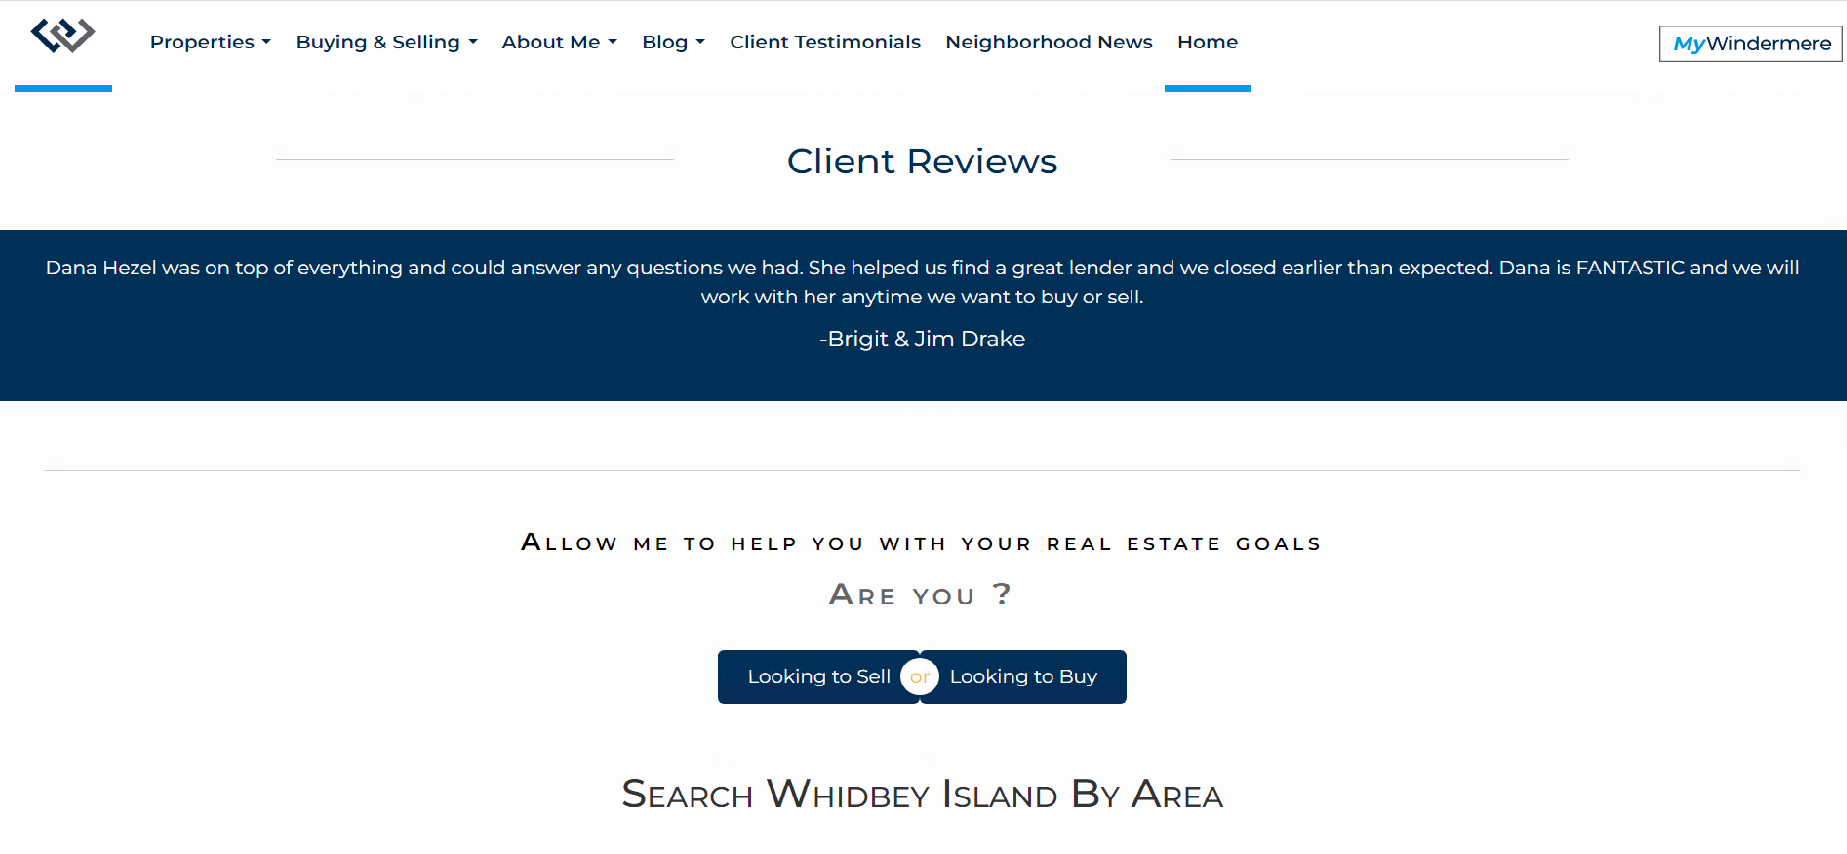 Properties Buying & Selling About Me Blog Client Testimonials Neighborhood News Home MyWindermere
Client Reviews
Dana Hezel was on top of everything and could answer any questions we had. She helped us find a great lender and we closed earlier than expected. Dana is FANTASTIC and we will
work with her anytime we want to buy or sell.
-Brigit & Jim Drake
Allow me to help you with your real estate goals
Are you ?
Looking to Sell or Looking to Buy
Search Whidbey Island By Area